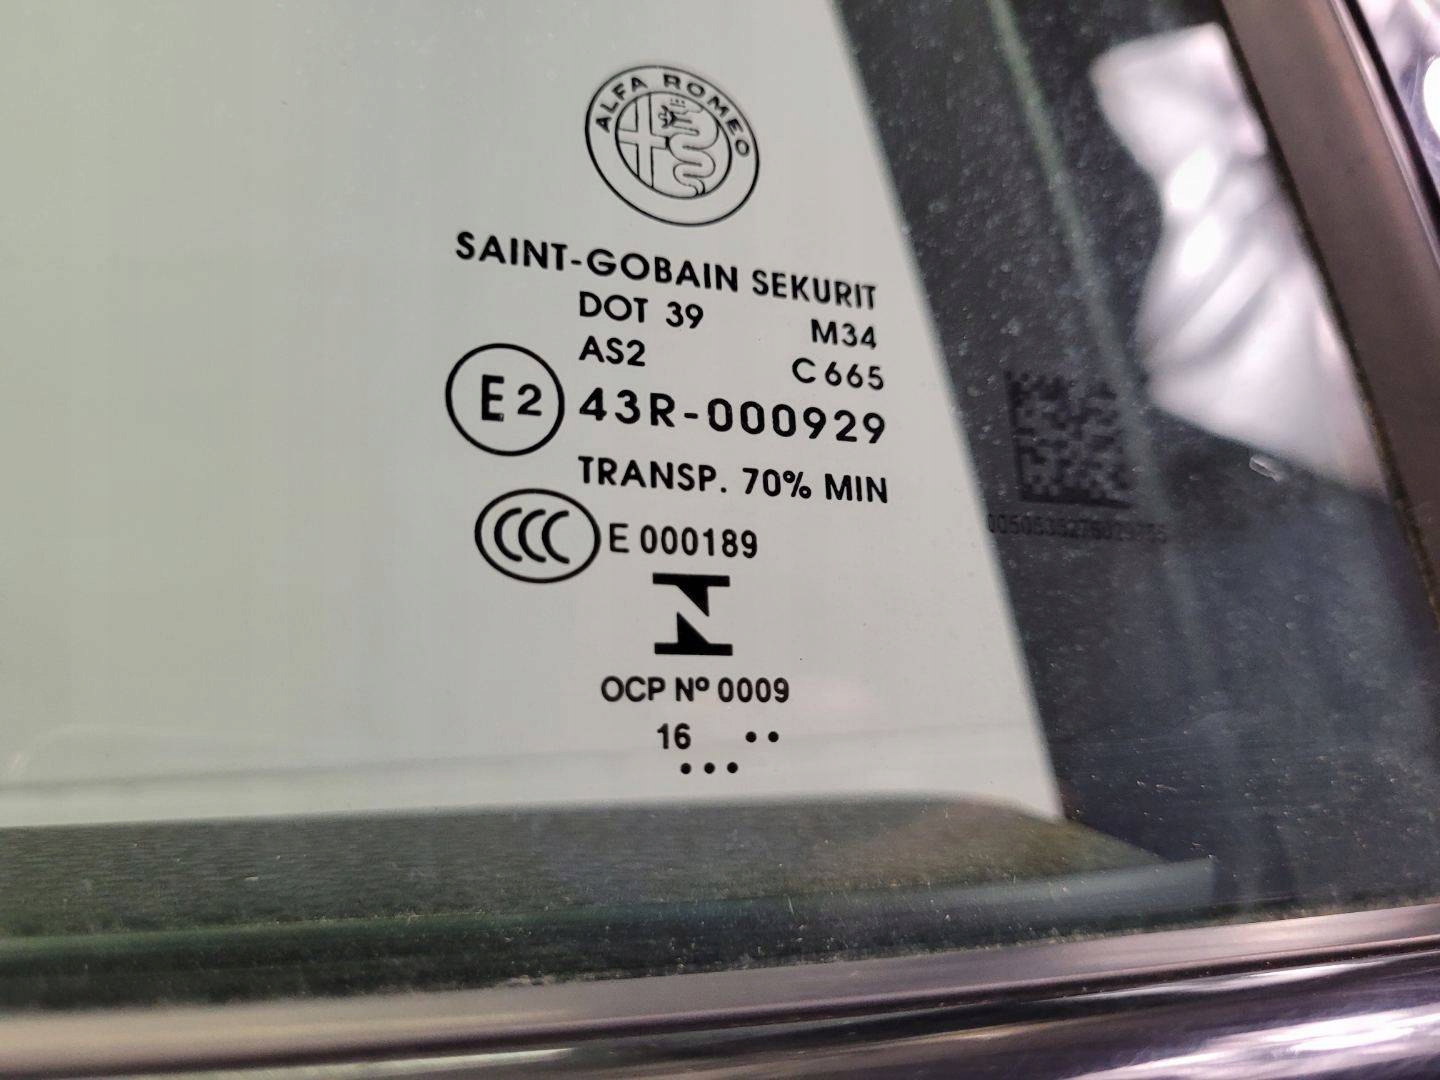 ALFA ROMEO
SAINT-GOBAIN SEKURIT
DOT 39 M34
AS2 C665
E2 43R-000929
TRANSP. 70% MIN
CCC E 000189
OCP Nº 0009
16 ••
•••